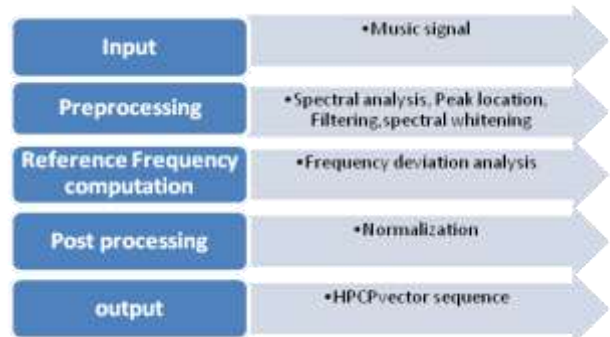 Input
•Music signal
Preprocessing
•Spectral analysis, Peak location,
Filtering,spectral whitening
Reference Frequency
computation
•Frequency deviation analysis
Post processing
•Normalization
output
•HPCPvector sequence